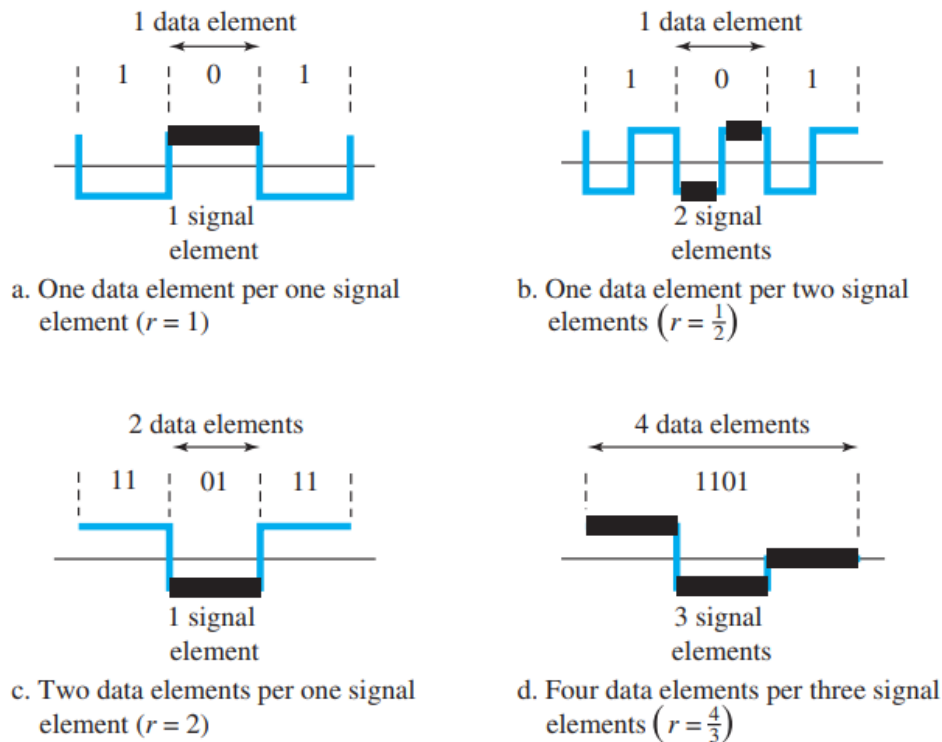 1 data element
1 0 1
1 signal
element
a. One data element per one signal
element (r = 1)
1 data element
1 0 1
2 signal
elements
b. One data element per two signal
elements (r = 1/2)
2 data elements
11 01 11
1 signal
element
c. Two data elements per one signal
element (r = 2)
4 data elements
1101
3 signal
elements
d. Four data elements per three signal
elements (r = 4/3)